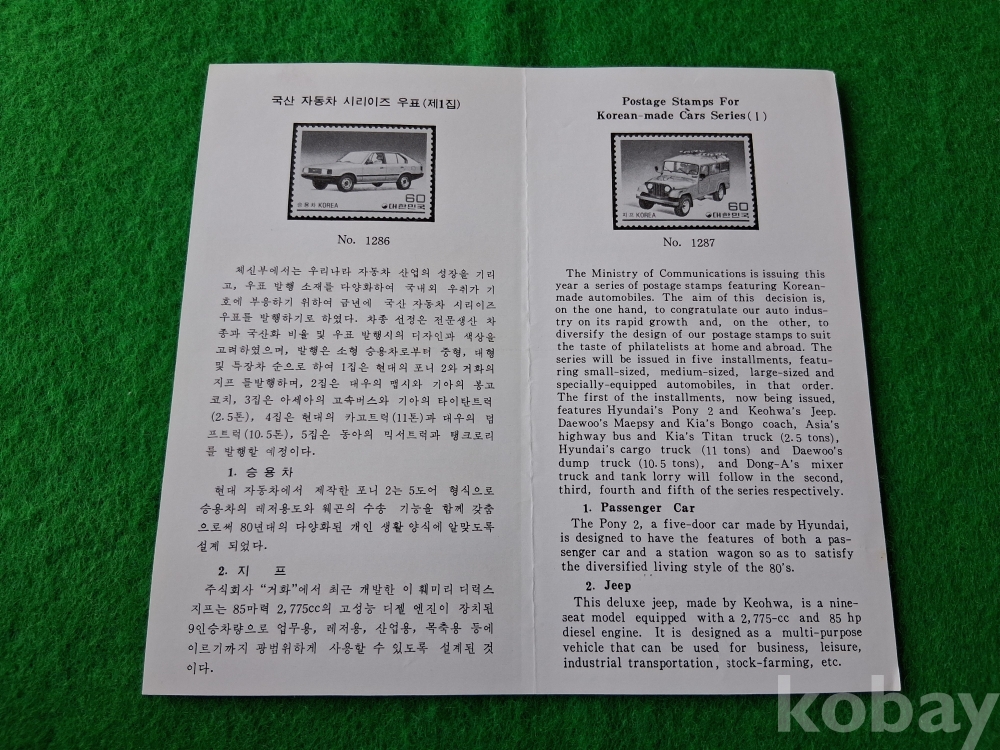 국산 자동차 시리이즈 우표(제1집)
60
승용차 KOREA
대한민국
No. 1286
체신부에서는 우리나라 자동차 산업의 성장을 기리
고, 우표 발행 소재를 다양화하여 국내외 우취가 기
호에 부응하기 위하여 금년에 국산 자동차 시리이즈
우표를 발행하기로 하였다. 차종 선정은 전문생산 차
종과 국산화 비율 및 우표 발행시의 디자인과 색상을
고려하였으며, 발행은 소형 승용차로부터 중형, 대형
및 특장차 순으로 하여 1집은 현대의 포니 2와 거화의
지프 를발행하며, 2집은 대우의 맵시와 기아의 봉고
코치, 3집은 아세아의 고속버스와 기아의 타이탄트럭
(2.5톤), 4집은 현대의 카고트럭(11톤)과 대우의 덤
프트럭(10.5톤), 5집은 동아의 믹서트럭과 탱크로리
를 발행할 예정이다.
1. 승 용 차
현대 자동차에서 제작한 포니 2는 5도어 형식으로
승용차의 레저용도와 웨곤의 수송 기능을 함께 갖춤
으로써 80년대의 다양화된 개인 생활 양식에 알맞도록
설계 되었다.
2. 지 프
주식회사 “거화”에서 최근 개발한 이 훼미리 디럭스
지프는 85마력 2,775cc의 고성능 디젤 엔진이 장치된
9인승차량으로 업무용, 레저용, 산업용, 목축용 등에
이르기까지 광범위하게 사용할 수 있도록 설계된 것
이다.
Postage Stamps For
Korean-made Cars Series(1)
60
지프 KOREA
대한민국
No. 1287
The Ministry of Communications is issuing this
year a series of postage stamps featuring Korean-
made automobiles. The aim of this decision is,
on the one hand, to congratulate our auto indus-
try on its rapid growth and, on the other, to
diversify the design of our postage stamps to suit
the taste of philatelists at home and abroad. The
series will be issued in five installments, featu-
ring small-sized, medium-sized, large-sized and
specially-equipped automobiles, in that order.
The first of the installments, now being issued,
features Hyundai's Pony 2 and Keohwa's Jeep.
Daewoo's Maepsy and Kia's Bongo coach, Asia's
highway bus and Kia's Titan truck (2.5 tons),
Hyundai's cargo truck (11 tons) and Daewoo's
dump truck (10.5 tons), and Dong-A's mixer
truck and tank lorry will follow in the second,
third, fourth and fifth of the series respectively.
1. Passenger Car
The Pony 2, a five-door car made by Hyundai,
is designed to have the features of both a pas-
senger car and a station wagon so as to satisfy
the diversified living style of the 80's.
2. Jeep
This deluxe jeep, made by Keohwa, is a nine-
seat model equipped with a 2,775-cc and 85 hp
diesel engine. It is designed as a multi-purpose
vehicle that can be used for business, leisure,
industrial transportation, stock-farming, etc.
kobay